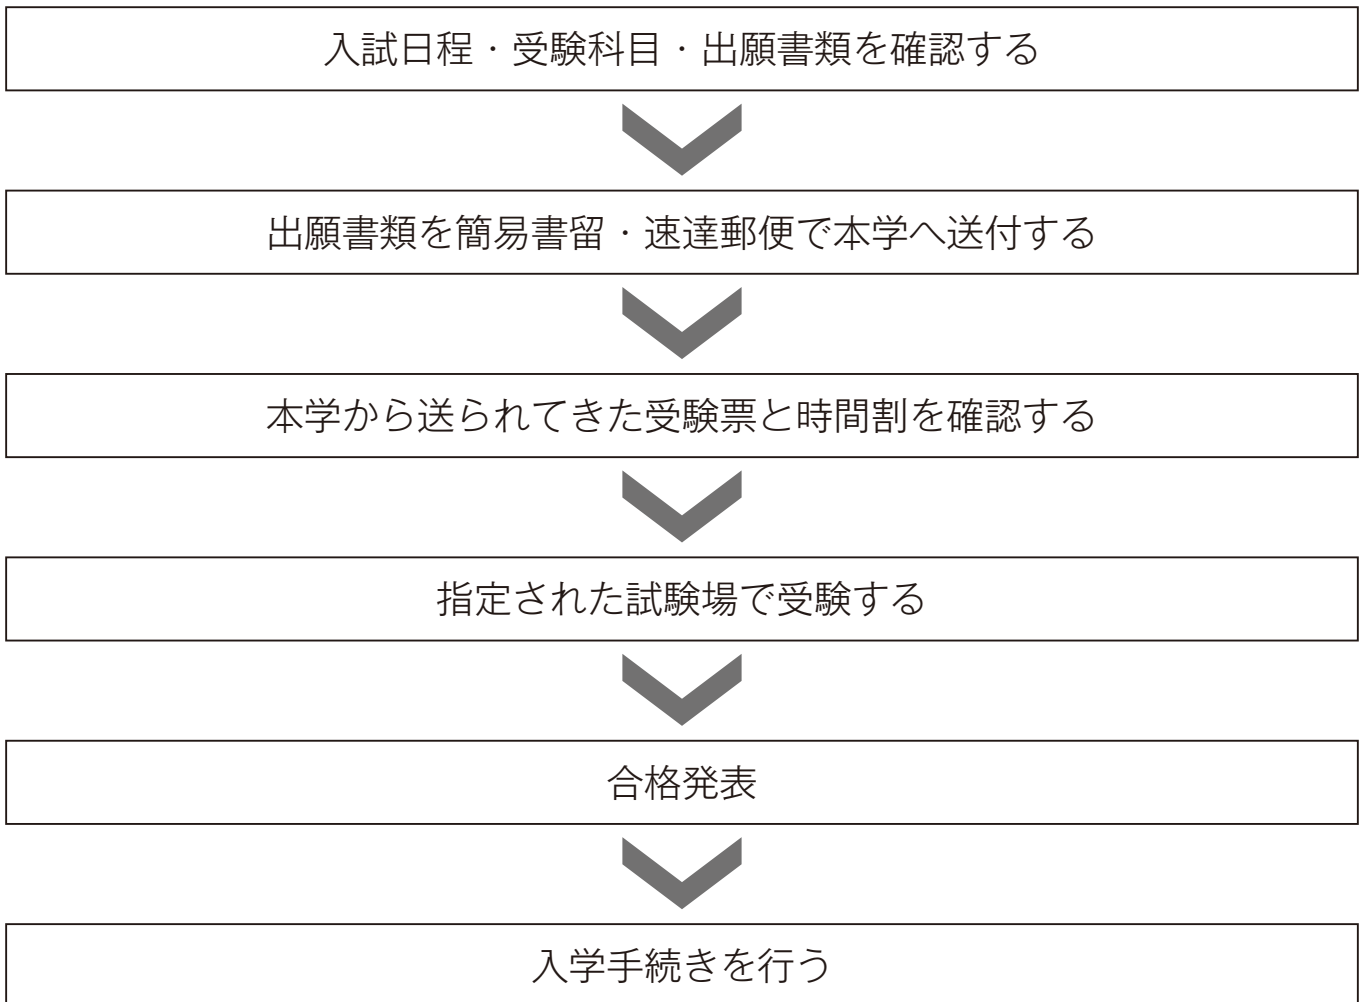 入試日程・受験科目・出願書類を確認する
出願書類を簡易書留・速達郵便で本学へ送付する
本学から送られてきた受験票と時間割を確認する
指定された試験場で受験する
合格発表
入学手続きを行う